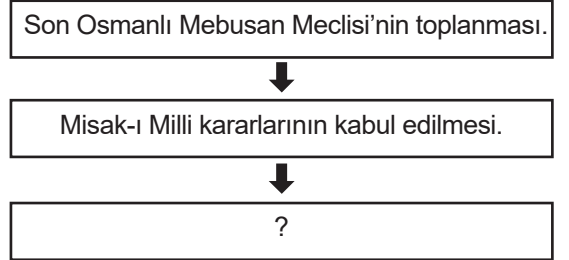 Son Osmanlı Mebusan Meclisi’nin toplanması.
Misak-ı Milli kararlarının kabul edilmesi.
?